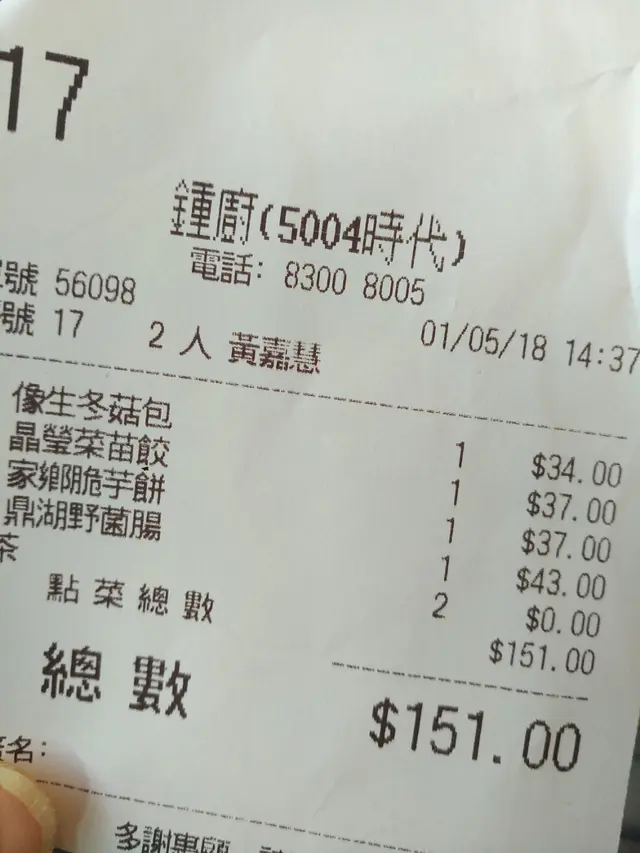 17
鍾廚(5004時代)
電話: 8300 8005
號 56098
號 17 2 人 黃嘉慧 01/05/18 14:37
像生冬菇包 1 $34.00
晶瑩菜苗餃 1 $37.00
家鄉脆芋餅 1 $37.00
鼎湖野菌腸 1 $43.00
茶 2 $0.00
點菜總數 $151.00
總數 $151.00
名:
多謝惠顧